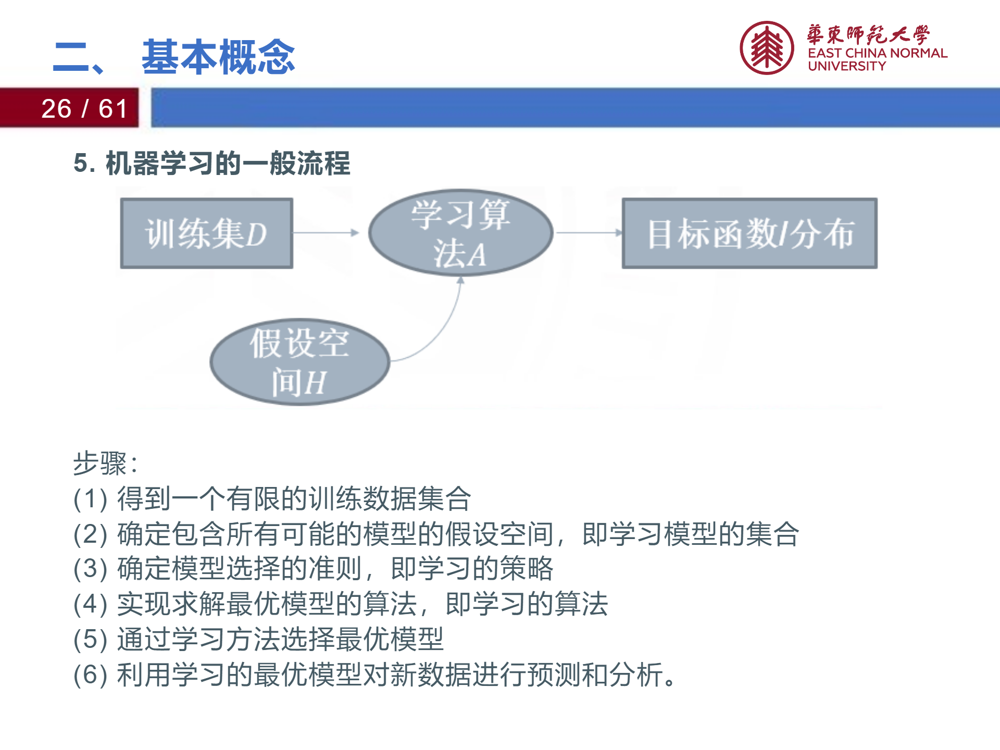 二、 基本概念
華東師範大學
EAST CHINA NORMAL
UNIVERSITY
26 / 61
5. 机器学习的一般流程
训练集D
学习算
法A
目标函数/分布
假设空
间H
步骤：
(1) 得到一个有限的训练数据集合
(2) 确定包含所有可能的模型的假设空间，即学习模型的集合
(3) 确定模型选择的准则，即学习的策略
(4) 实现求解最优模型的算法，即学习的算法
(5) 通过学习方法选择最优模型
(6) 利用学习的最优模型对新数据进行预测和分析。